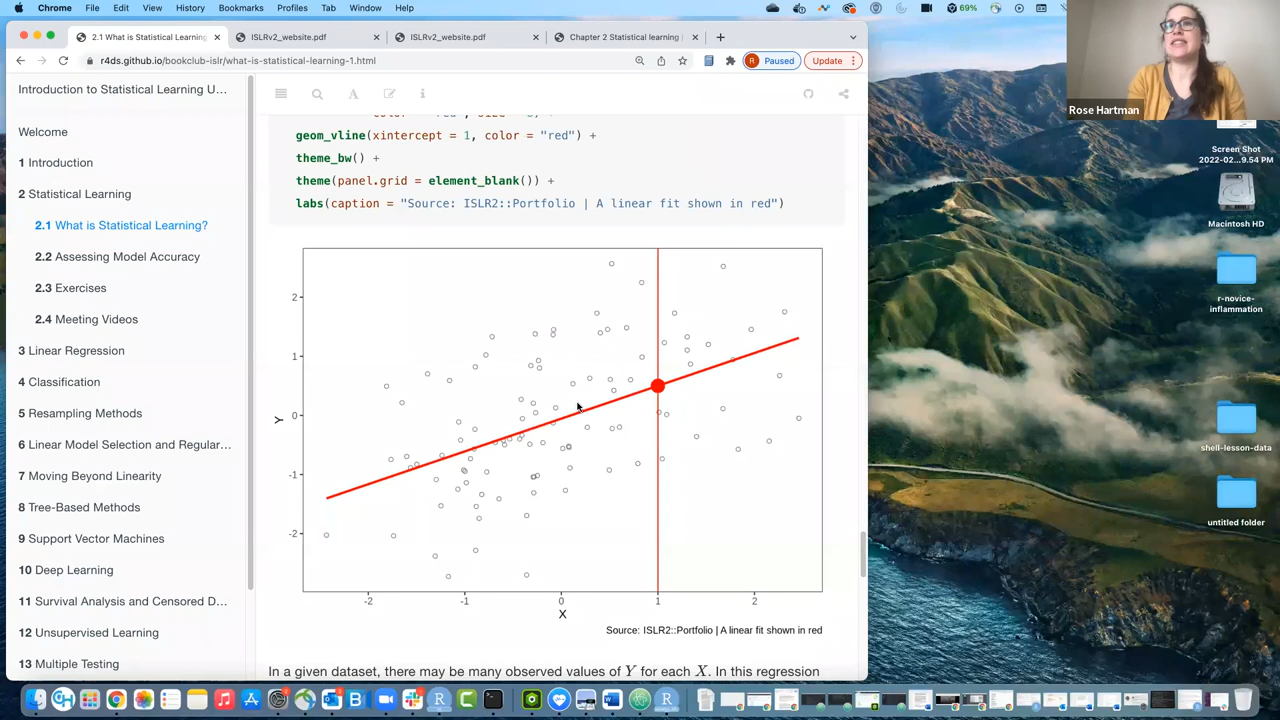 Chrome File Edit View History Bookmarks Profiles Tab Window Help 69%
2.1 What is Statistical Learning ISLRv2_website.pdf ISLRv2_website.pdf Chapter 2 Statistical learning
r4ds.github.io/bookclub-islr/what-is-statistical-learning-1.html R Paused Update
Introduction to Statistical Learning U...
Welcome
1 Introduction
2 Statistical Learning
2.1 What is Statistical Learning?
2.2 Assessing Model Accuracy
2.3 Exercises
2.4 Meeting Videos
3 Linear Regression
4 Classification
5 Resampling Methods
6 Linear Model Selection and Regular...
7 Moving Beyond Linearity
8 Tree-Based Methods
9 Support Vector Machines
10 Deep Learning
11 Survival Analysis and Censored D...
12 Unsupervised Learning
13 Multiple Testing
geom_vline(xintercept = 1, color = "red") +
theme_bw() +
theme(panel.grid = element_blank()) +
labs(caption = "Source: ISLR2::Portfolio | A linear fit shown in red")
2
1
0
-1
-2
Y
-2 -1 0 1 2
X
Source: ISLR2::Portfolio | A linear fit shown in red
In a given dataset, there may be many observed values of Y for each X. In this regression
Rose Hartman
Screen Shot
2022-02...9.54 PM
Macintosh HD
r-novice-
inflammation
shell-lesson-data
untitled folder